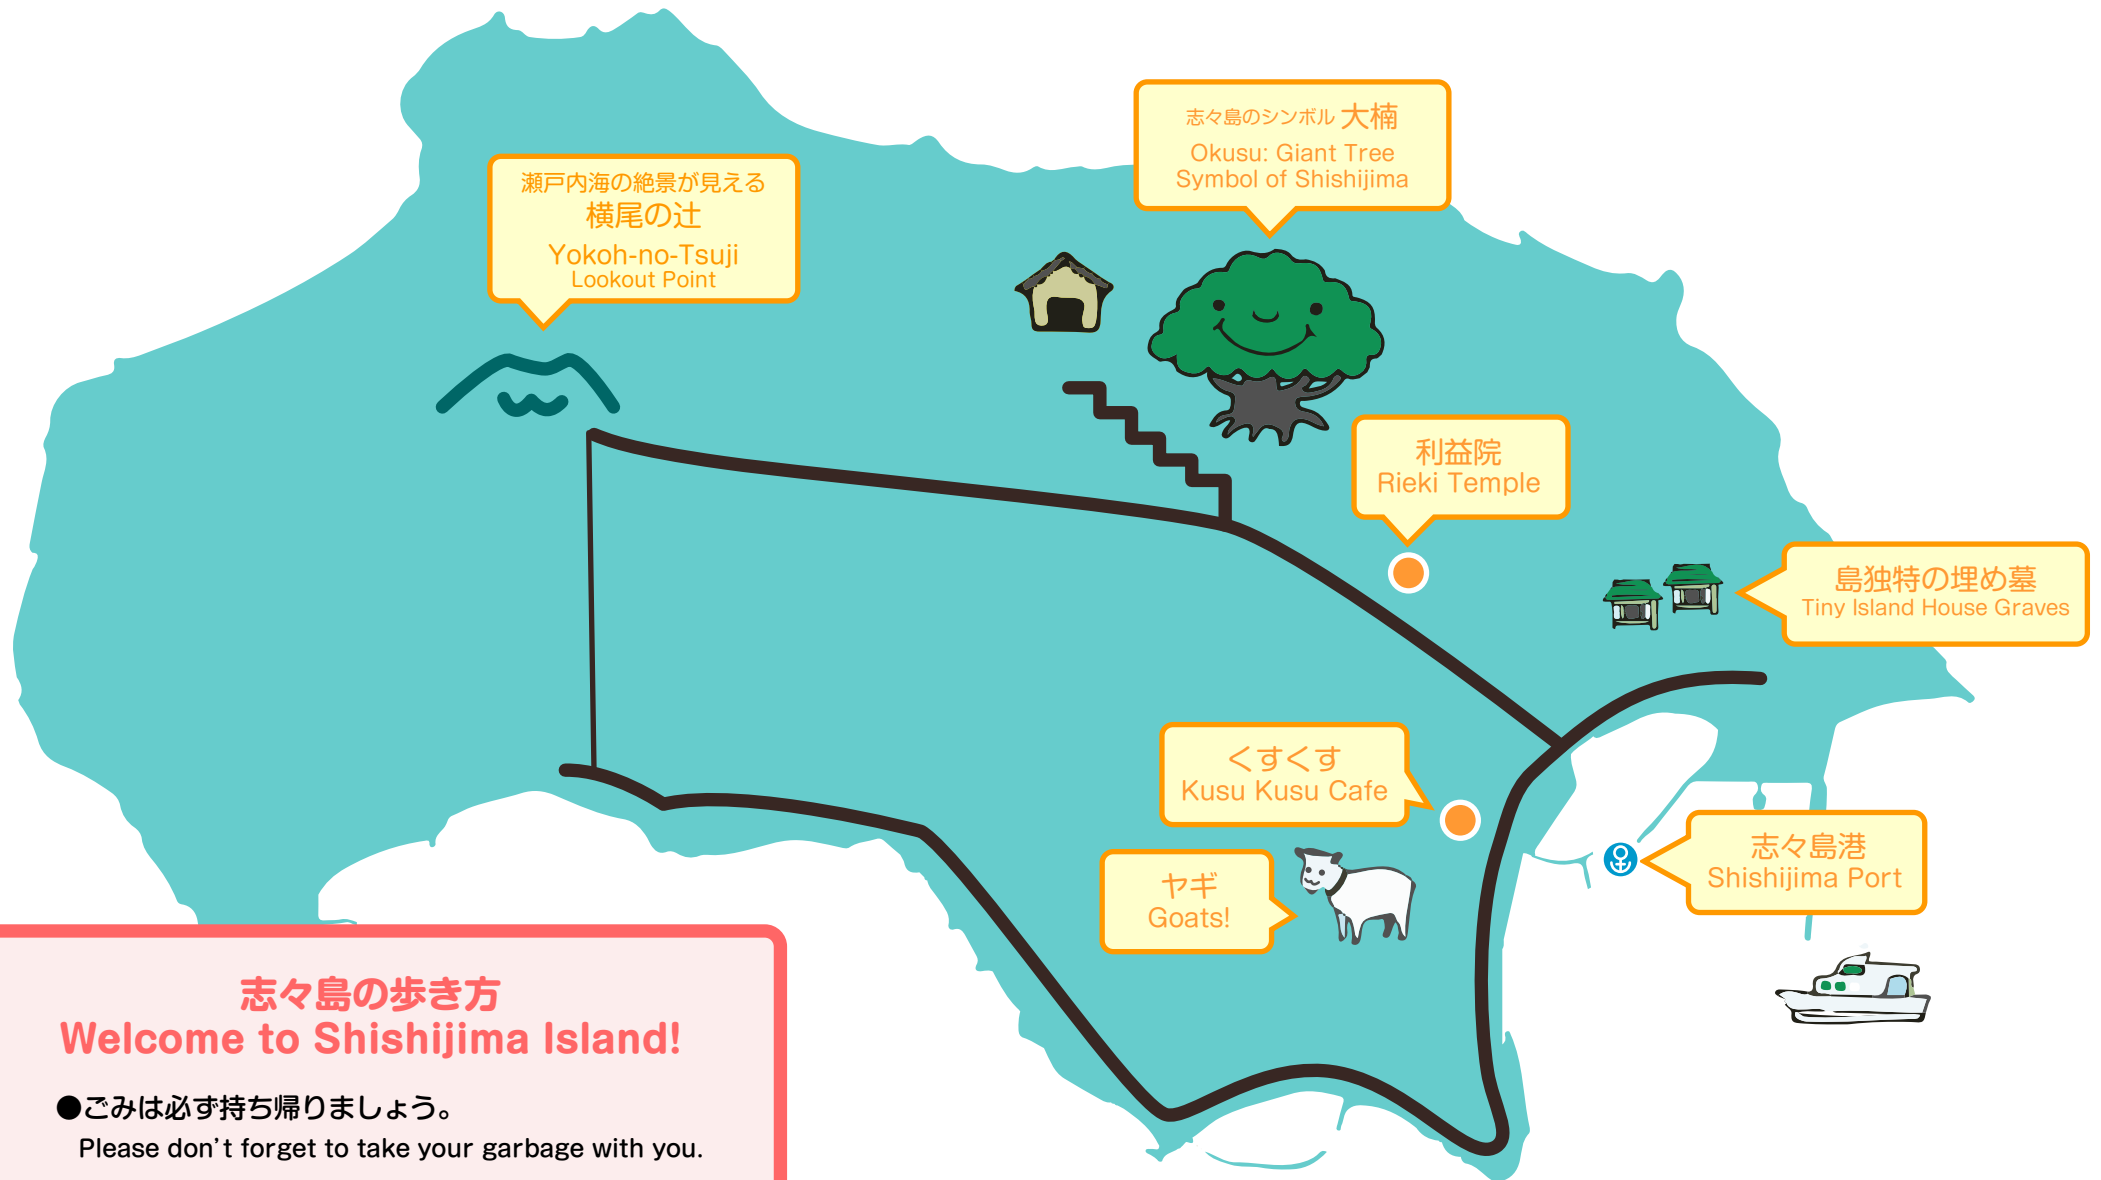 志々島のシンボル 大楠
Okusu: Giant Tree
Symbol of Shishijima
瀬戸内海の絶景が見える
横尾の辻
Yokoh-no-Tsuji
Lookout Point
利益院
Rieki Temple
島独特の埋め墓
Tiny Island House Graves
くすくす
Kusu Kusu Cafe
志々島港
Shishijima Port
ヤギ
Goats!
志々島の歩き方
Welcome to Shishijima Island!
●ごみは必ず持ち帰りましょう。
Please don’t forget to take your garbage with you.